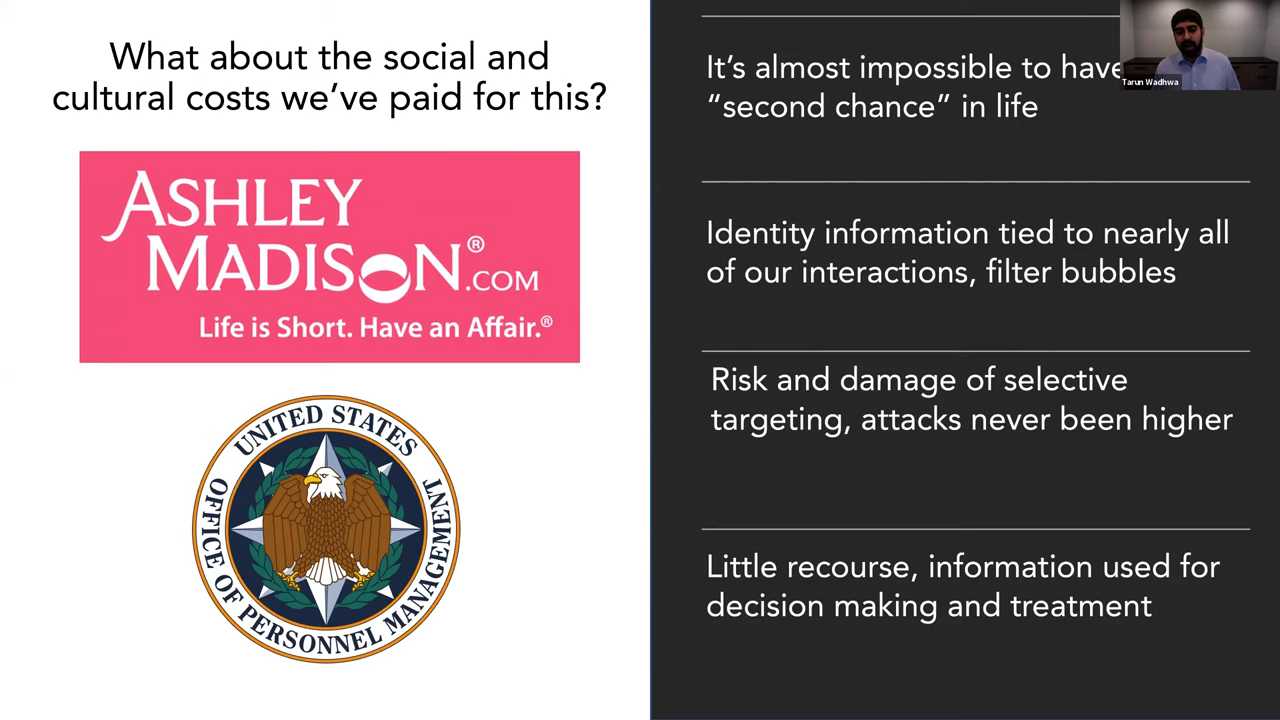 What about the social and
cultural costs we’ve paid for this?
ASHLEY
MADISON®.COM
Life is Short. Have an Affair.®
UNITED STATES
OFFICE OF PERSONNEL MANAGEMENT
It’s almost impossible to have
“second chance” in life
Identity information tied to nearly all
of our interactions, filter bubbles
Risk and damage of selective
targeting, attacks never been higher
Little recourse, information used for
decision making and treatment
Tarun Wadhwa